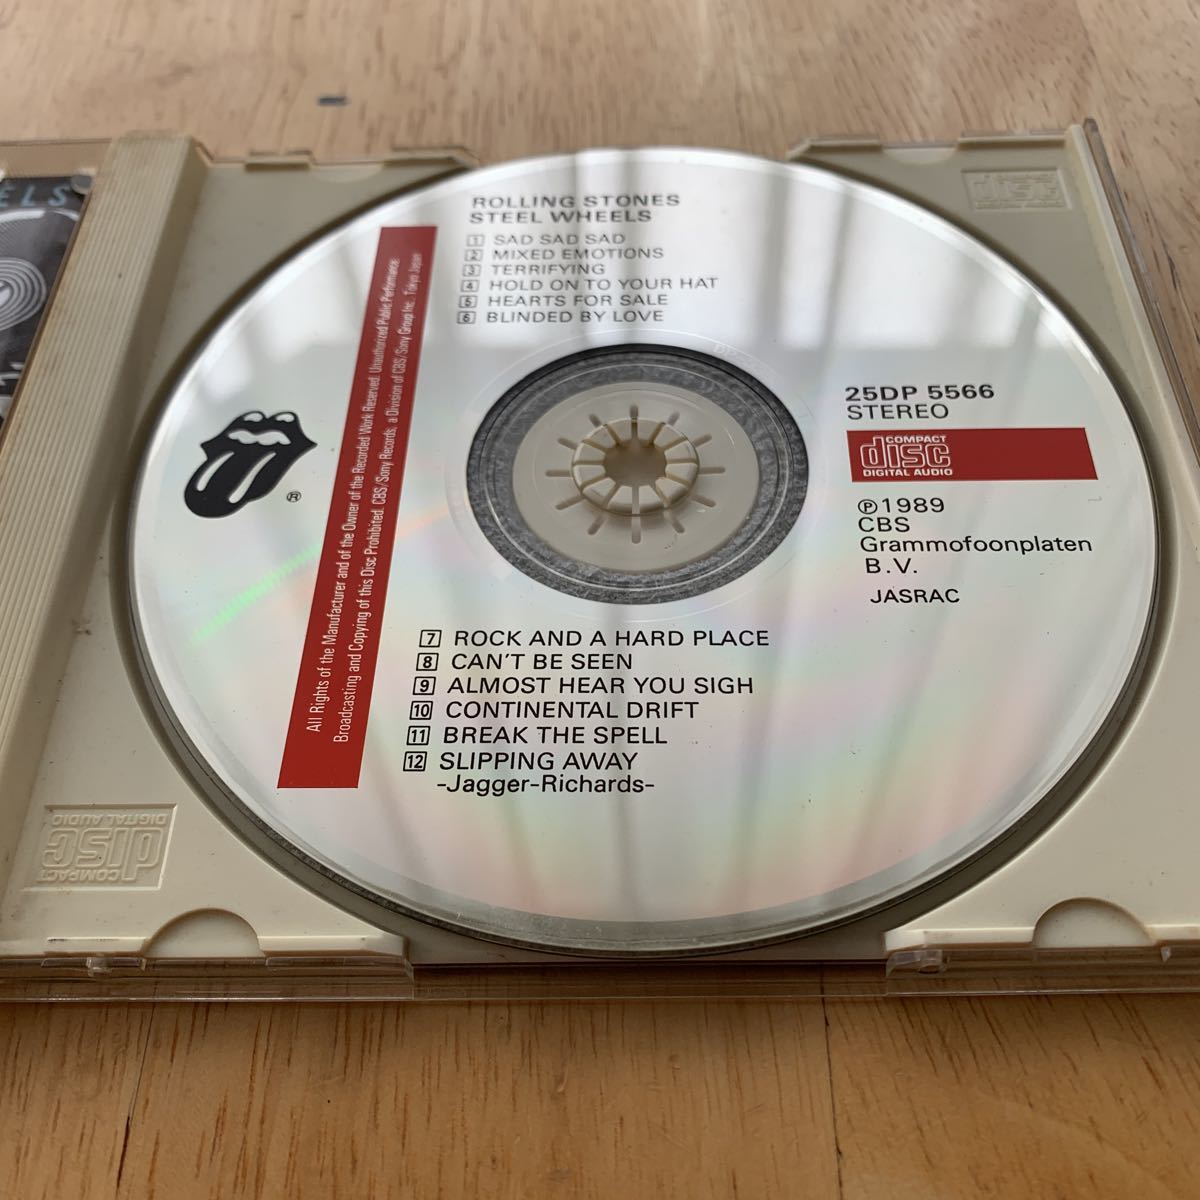 ELS
ROLLING STONES
STEEL WHEELS
1 SAD SAD SAD
2 MIXED EMOTIONS
3 TERRIFYING
4 HOLD ON TO YOUR HAT
5 HEARTS FOR SALE
6 BLINDED BY LOVE
25DP 5566
STEREO
COMPACT
disc
DIGITAL AUDIO
℗1989
CBS
Grammofoonplaten
B.V.
JASRAC
7 ROCK AND A HARD PLACE
8 CAN'T BE SEEN
9 ALMOST HEAR YOU SIGH
10 CONTINENTAL DRIFT
11 BREAK THE SPELL
12 SLIPPING AWAY
-Jagger-Richards-
®
All Rights of the Manufacturer and of the Owner of the Recorded Work Reserved. Unauthorized Public Performance
Broadcasting and Copying of this Disc Prohibited. CBS/Sony Records, a Division of CBS/Sony Group Inc. Tokyo Japan
disc
COMPACT
disc
DIGITAL AUDIO